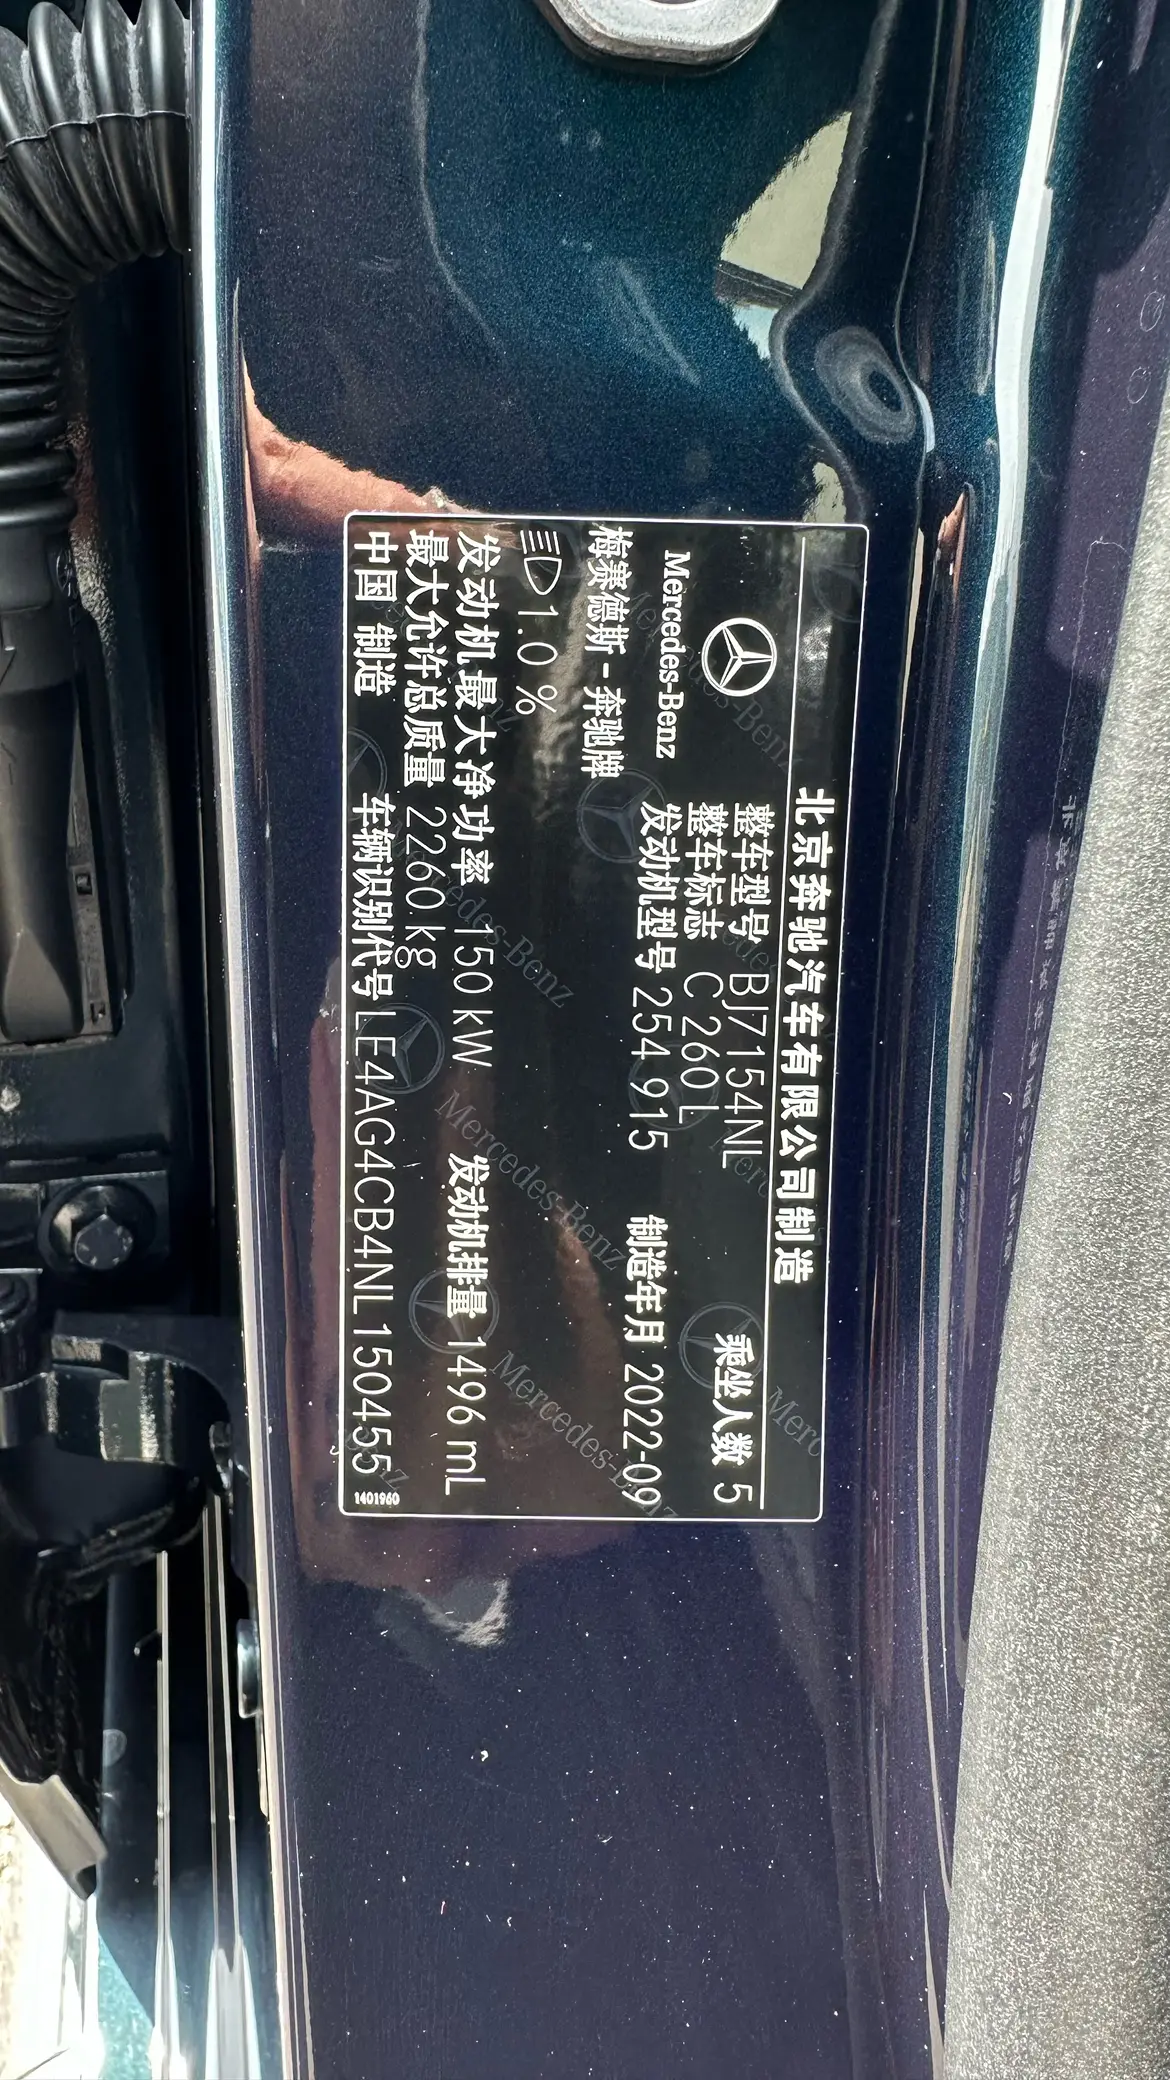 北京奔驰汽车有限公司制造
Mercedes-Benz
梅赛德斯-奔驰牌
乘坐人数 5
整车型号 BJ7154NL
整车标志 C 260 L
发动机型号 254 915
制造年月 2022-09
1.0 %
发动机最大净功率 150 kW
发动机排量 1496 mL
最大允许总质量 2260 kg
中国 制造
车辆识别代号 LE4AG4CB4NL150455
1401960